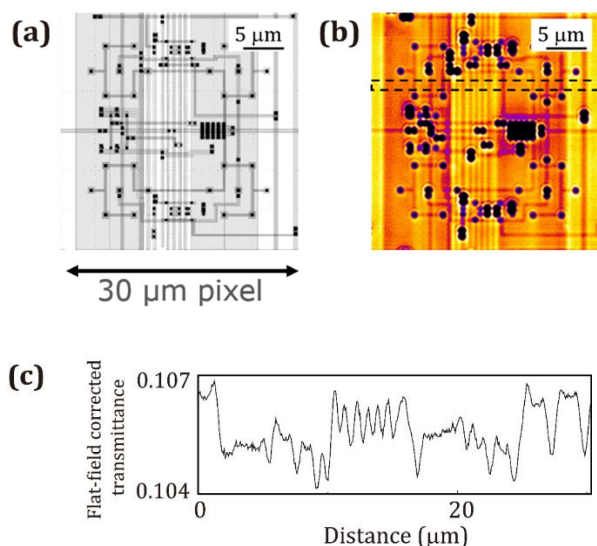 (a)
5 μm
(b)
5 μm
30 μm pixel
(c)
Flat-field corrected
transmittance
0.107
0.104
0
20
Distance (μm)